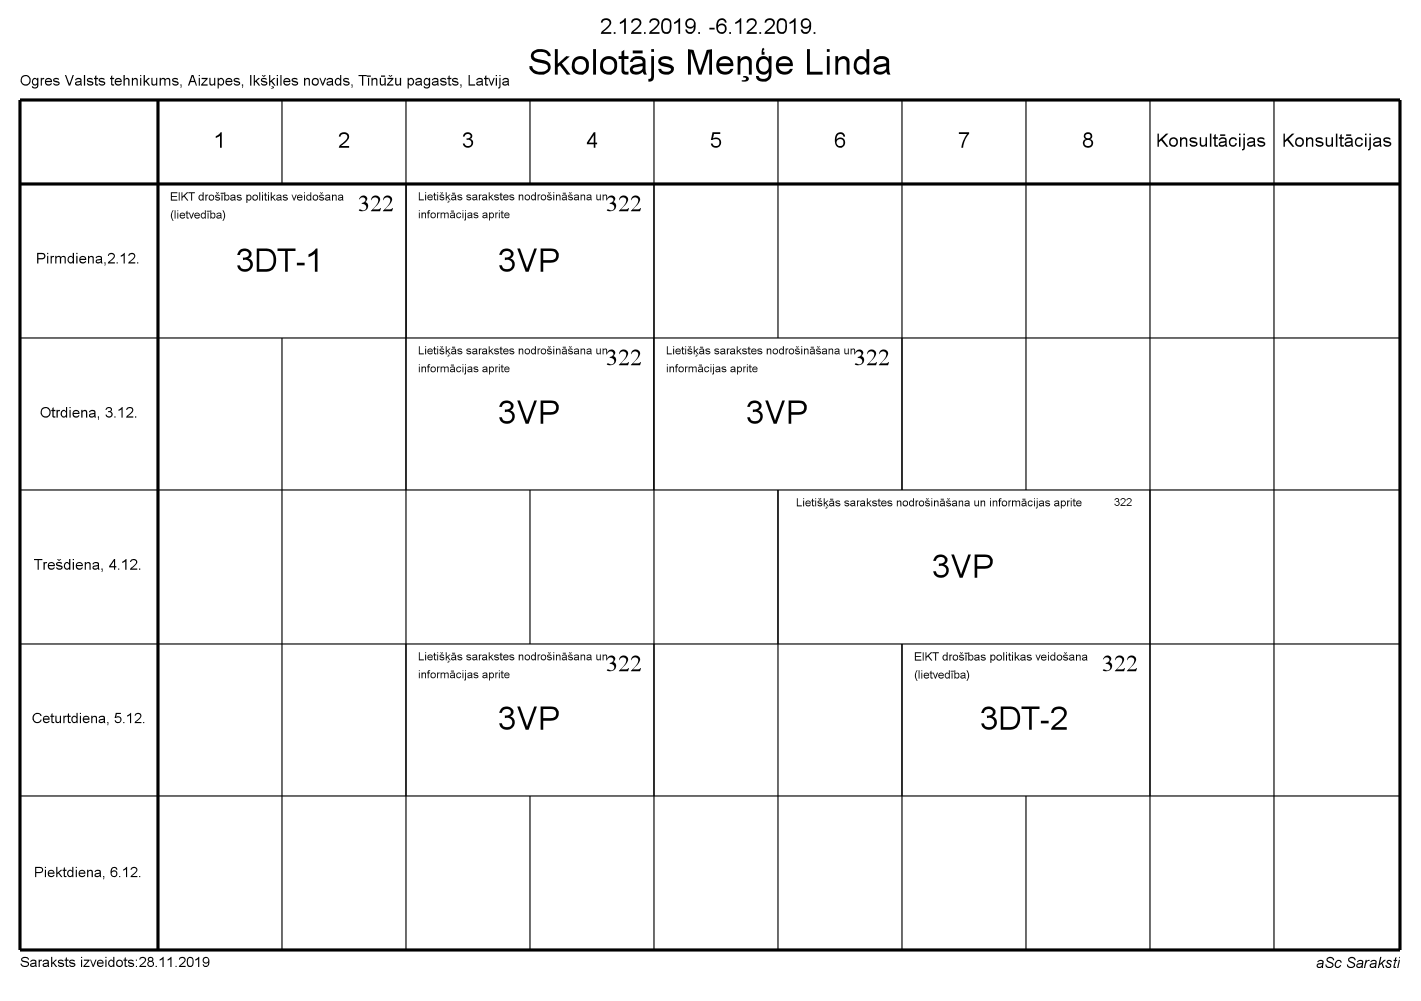 2.12.2019. -6.12.2019.
Skolotājs Meņģe Linda
Ogres Valsts tehnikums, Aizupes, Ikšķiles novads, Tīnūžu pagasts, Latvija
1 2 3 4 5 6 7 8 Konsultācijas Konsultācijas
Pirmdiena,2.12.
EIKT drošības politikas veidošana
(lietvedība)
322
3DT-1
Lietišķās sarakstes nodrošināšana un
informācijas aprite
322
3VP
Otrdiena, 3.12.
Lietišķās sarakstes nodrošināšana un
informācijas aprite
322
3VP
Lietišķās sarakstes nodrošināšana un
informācijas aprite
322
3VP
Trešdiena, 4.12.
Lietišķās sarakstes nodrošināšana un informācijas aprite 322
3VP
Ceturtdiena, 5.12.
Lietišķās sarakstes nodrošināšana un
informācijas aprite
322
3VP
EIKT drošības politikas veidošana
(lietvedība)
322
3DT-2
Piektdiena, 6.12.
Saraksts izveidots:28.11.2019
aSc Saraksti